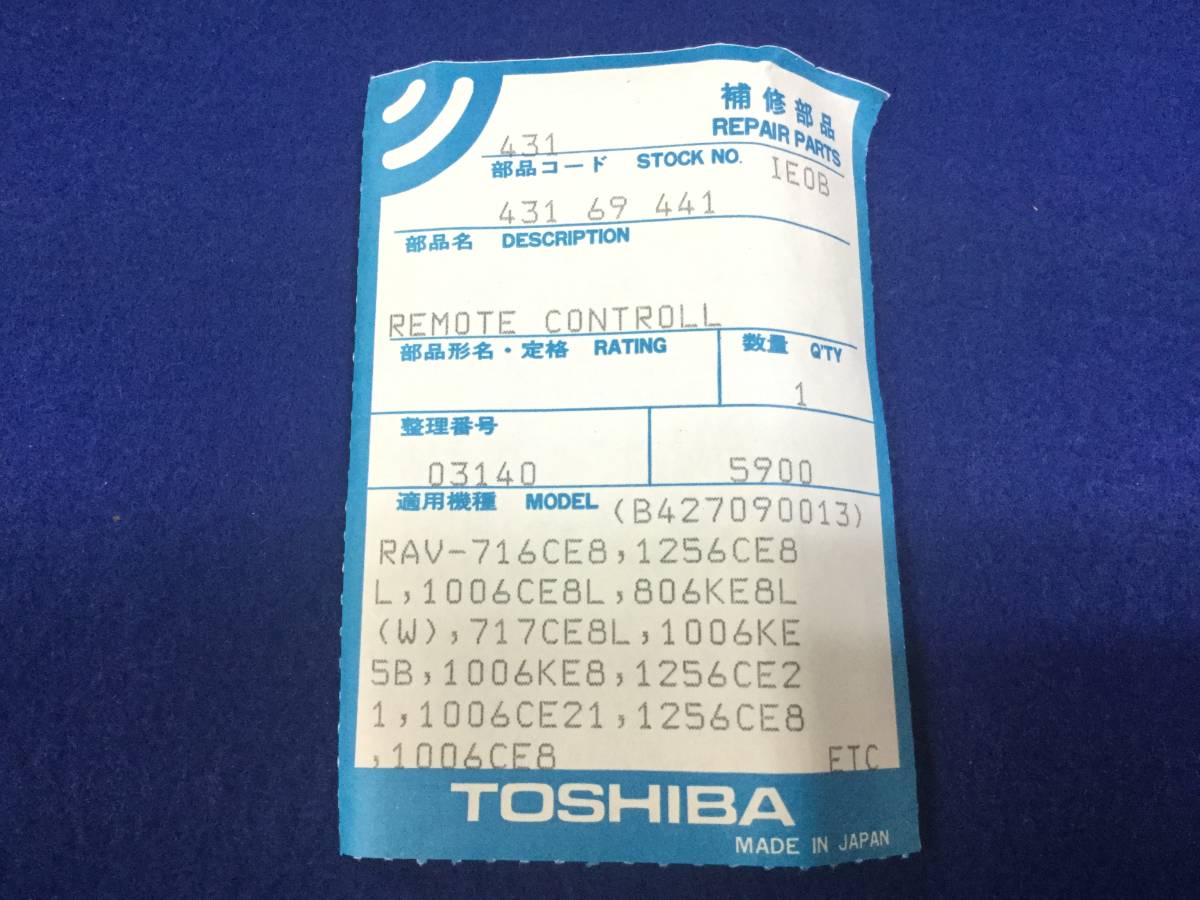 補修部品
REPAIR PARTS
431
部品コード STOCK NO.
IE0B
431 69 441
部品名 DESCRIPTION
REMOTE CONTROLL
部品形名・定格 RATING
数量 Q'TY
1
整理番号
03140
5900
適用機種 MODEL (B427090013)
RAV-716CE8,1256CE8
L,1006CE8L,806KE8L
(W),717CE8L,1006KE
5B,1006KE8,1256CE2
1,1006CE21,1256CE8
,1006CE8 ETC
TOSHIBA
MADE IN JAPAN